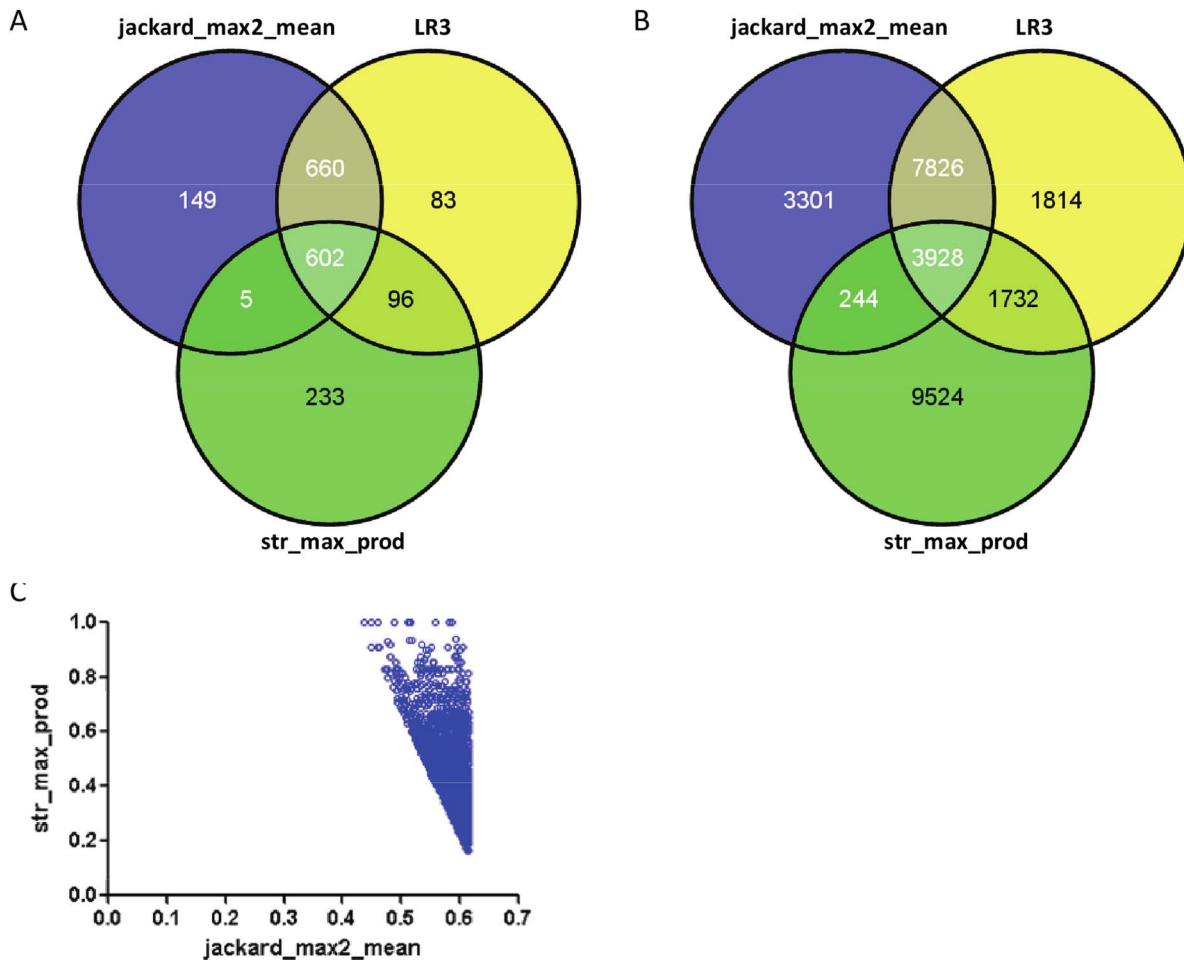 A
jackard_max2_mean
LR3
660
149
83
602
5
96
233
str_max_prod
B
jackard_max2_mean
LR3
7826
3301
1814
3928
244
1732
9524
str_max_prod
C
1.0
0.8
0.6
0.4
0.2
0.0
str_max_prod
0.0 0.1 0.2 0.3 0.4 0.5 0.6 0.7
jackard_max2_mean